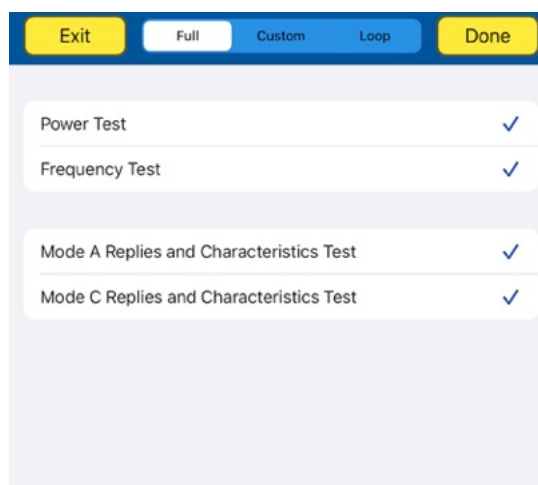 Exit Full Custom Loop Done
Power Test
Frequency Test
Mode A Replies and Characteristics Test
Mode C Replies and Characteristics Test